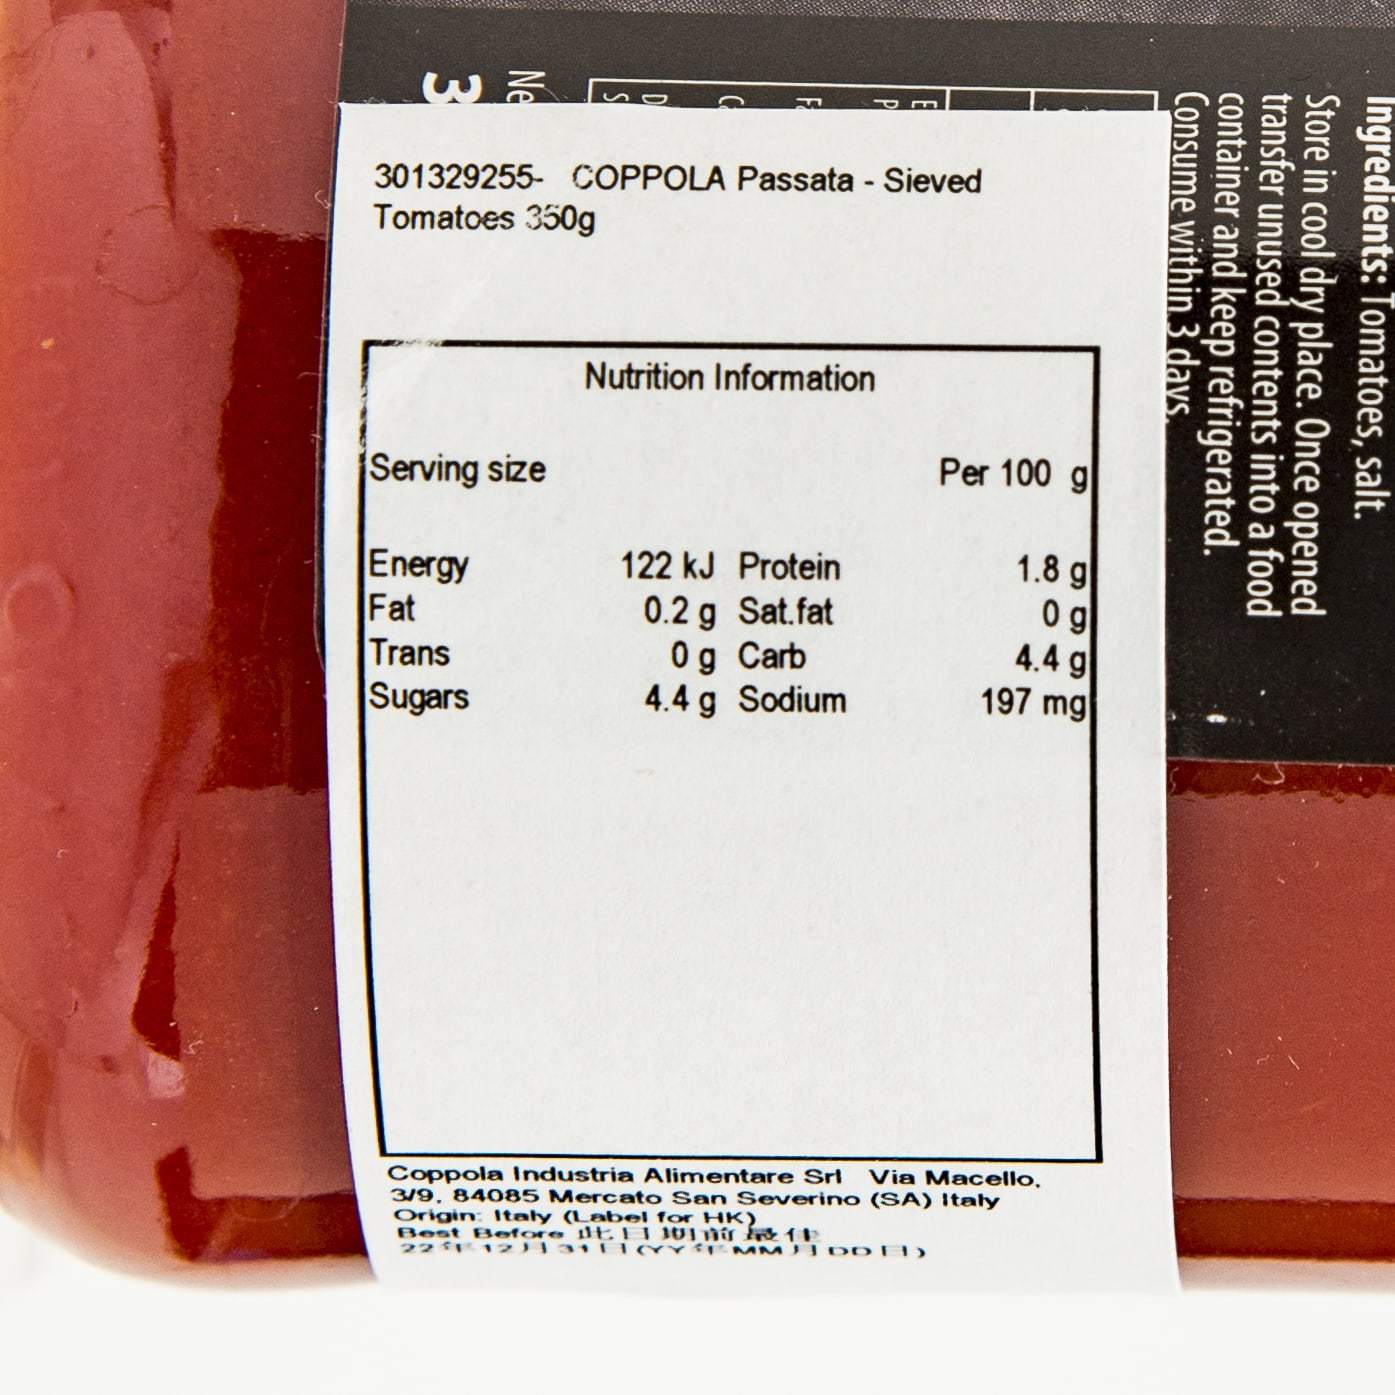 301329255- COPPOLA Passata - Sieved
Tomatoes 350g
Nutrition Information
Serving size Per 100 g
Energy 122 kJ Protein 1.8 g
Fat 0.2 g Sat.fat 0 g
Trans 0 g Carb 4.4 g
Sugars 4.4 g Sodium 197 mg
Coppola Industria Alimentare Srl Via Macello,
3/9, 84085 Mercato San Severino (SA) Italy
Origin: Italy (Label for HK)
Best Before 此日期前最佳
22年12月31日(YY年MM月DD日)
Ingredients: Tomatoes, salt.
Store in cool dry place. Once opened
transfer unused contents into a food
container and keep refrigerated.
Consume within 3 days.